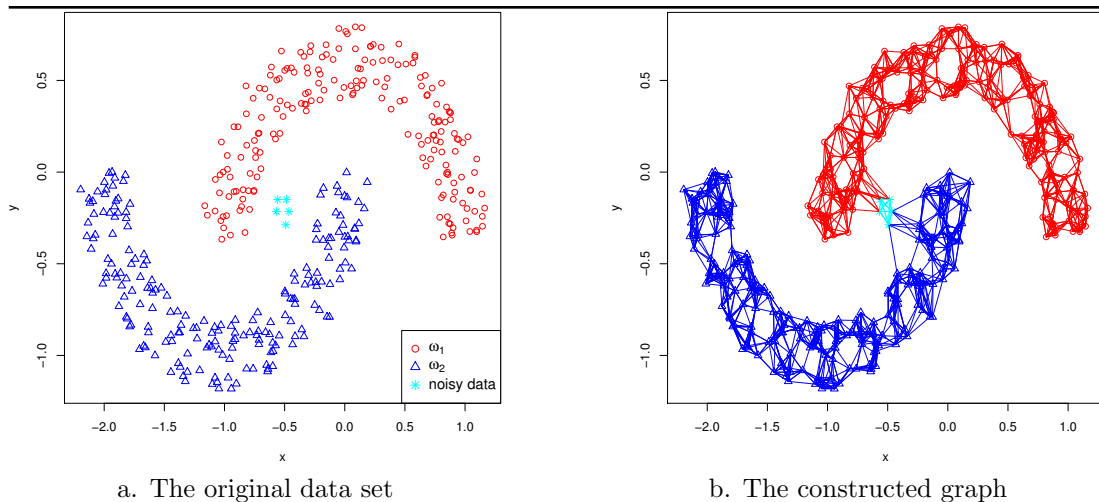 0.5
0.0
−0.5
−1.0
y
−2.0 −1.5 −1.0 −0.5 0.0 0.5 1.0
x
ω1
ω2
noisy data
a. The original data set
0.5
0.0
−0.5
−1.0
y
−2.0 −1.5 −1.0 −0.5 0.0 0.5 1.0
x
b. The constructed graph